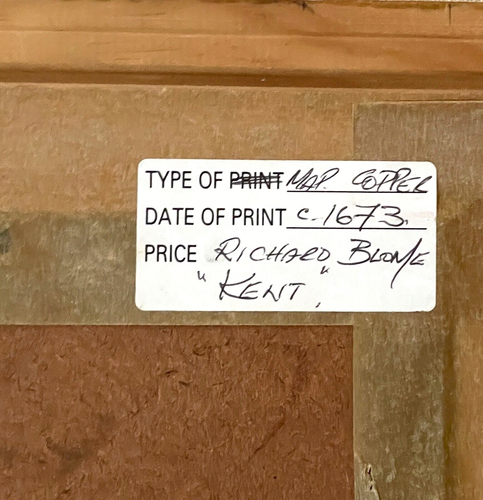 TYPE OF PRINT MAP. COPPER
DATE OF PRINT c. 1673.
PRICE RICHARD BLOME
"KENT"